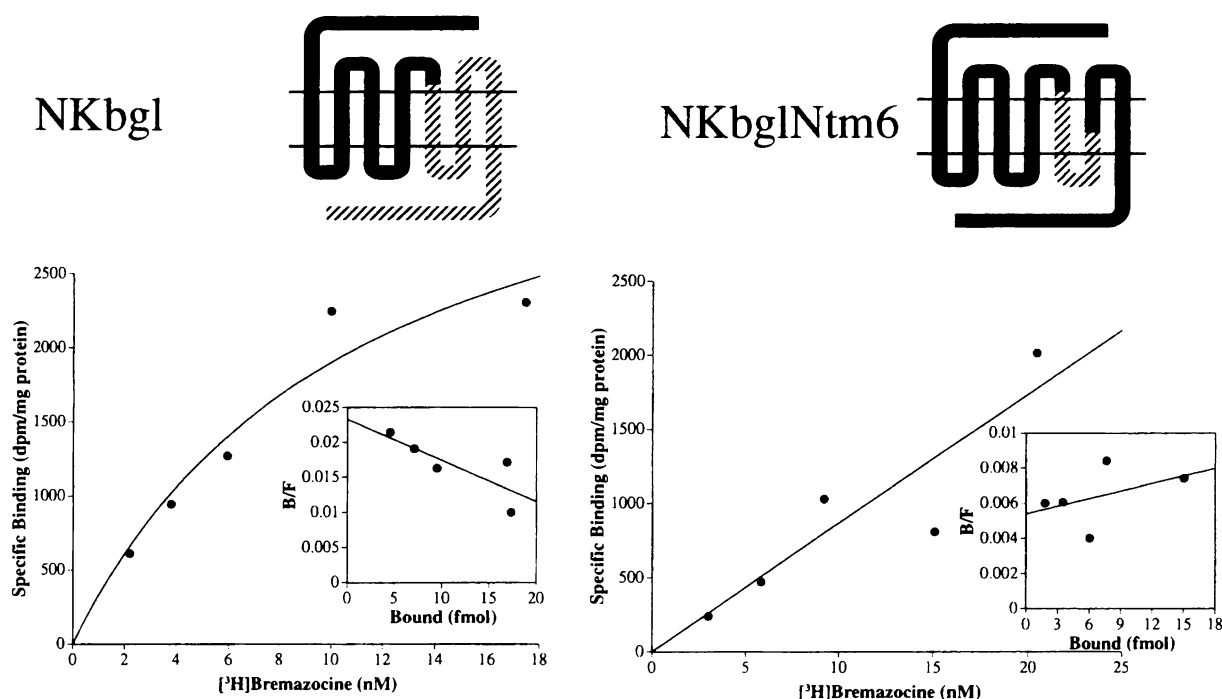 NKbgl
NKbglNtm6
2500
2000
1500
1000
500
0
Specific Binding (dpm/mg protein)
0 2 4 6 8 10 12 14 16 18
[³H]Bremazocine (nM)
0.025
0.02
0.015
0.01
0.005
0
B/F
0 5 10 15 20
Bound (fmol)
2500
2000
1500
1000
500
0
Specific Binding (dpm/mg protein)
0 5 10 15 20 25
[³H]Bremazocine (nM)
0.01
0.008
0.006
0.004
0.002
0
B/F
0 3 6 9 12 15 18
Bound (fmol)